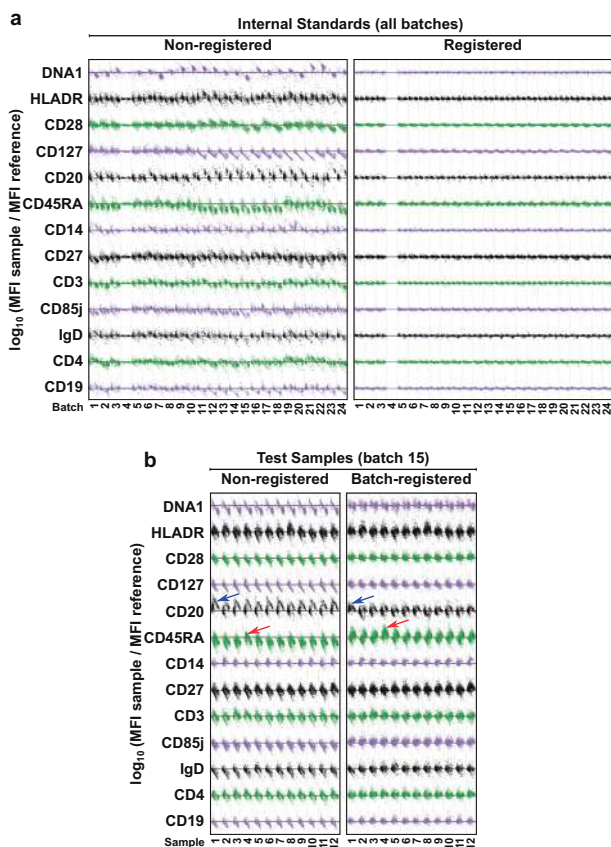 a
Internal Standards (all batches)
Non-registered Registered
log10 (MFI sample / MFI reference)
DNA1
HLADR
CD28
CD127
CD20
CD45RA
CD14
CD27
CD3
CD85j
IgD
CD4
CD19
Batch 1 2 3 4 5 6 7 8 9 10 11 12 13 14 15 16 17 18 19 20 21 22 23 24 1 2 3 4 5 6 7 8 9 10 11 12 13 14 15 16 17 18 19 20 21 22 23 24
b
Test Samples (batch 15)
Non-registered Batch-registered
log10 (MFI sample / MFI reference)
DNA1
HLADR
CD28
CD127
CD20
CD45RA
CD14
CD27
CD3
CD85j
IgD
CD4
CD19
Sample 1 2 3 4 5 6 7 8 9 10 11 12 1 2 3 4 5 6 7 8 9 10 11 12